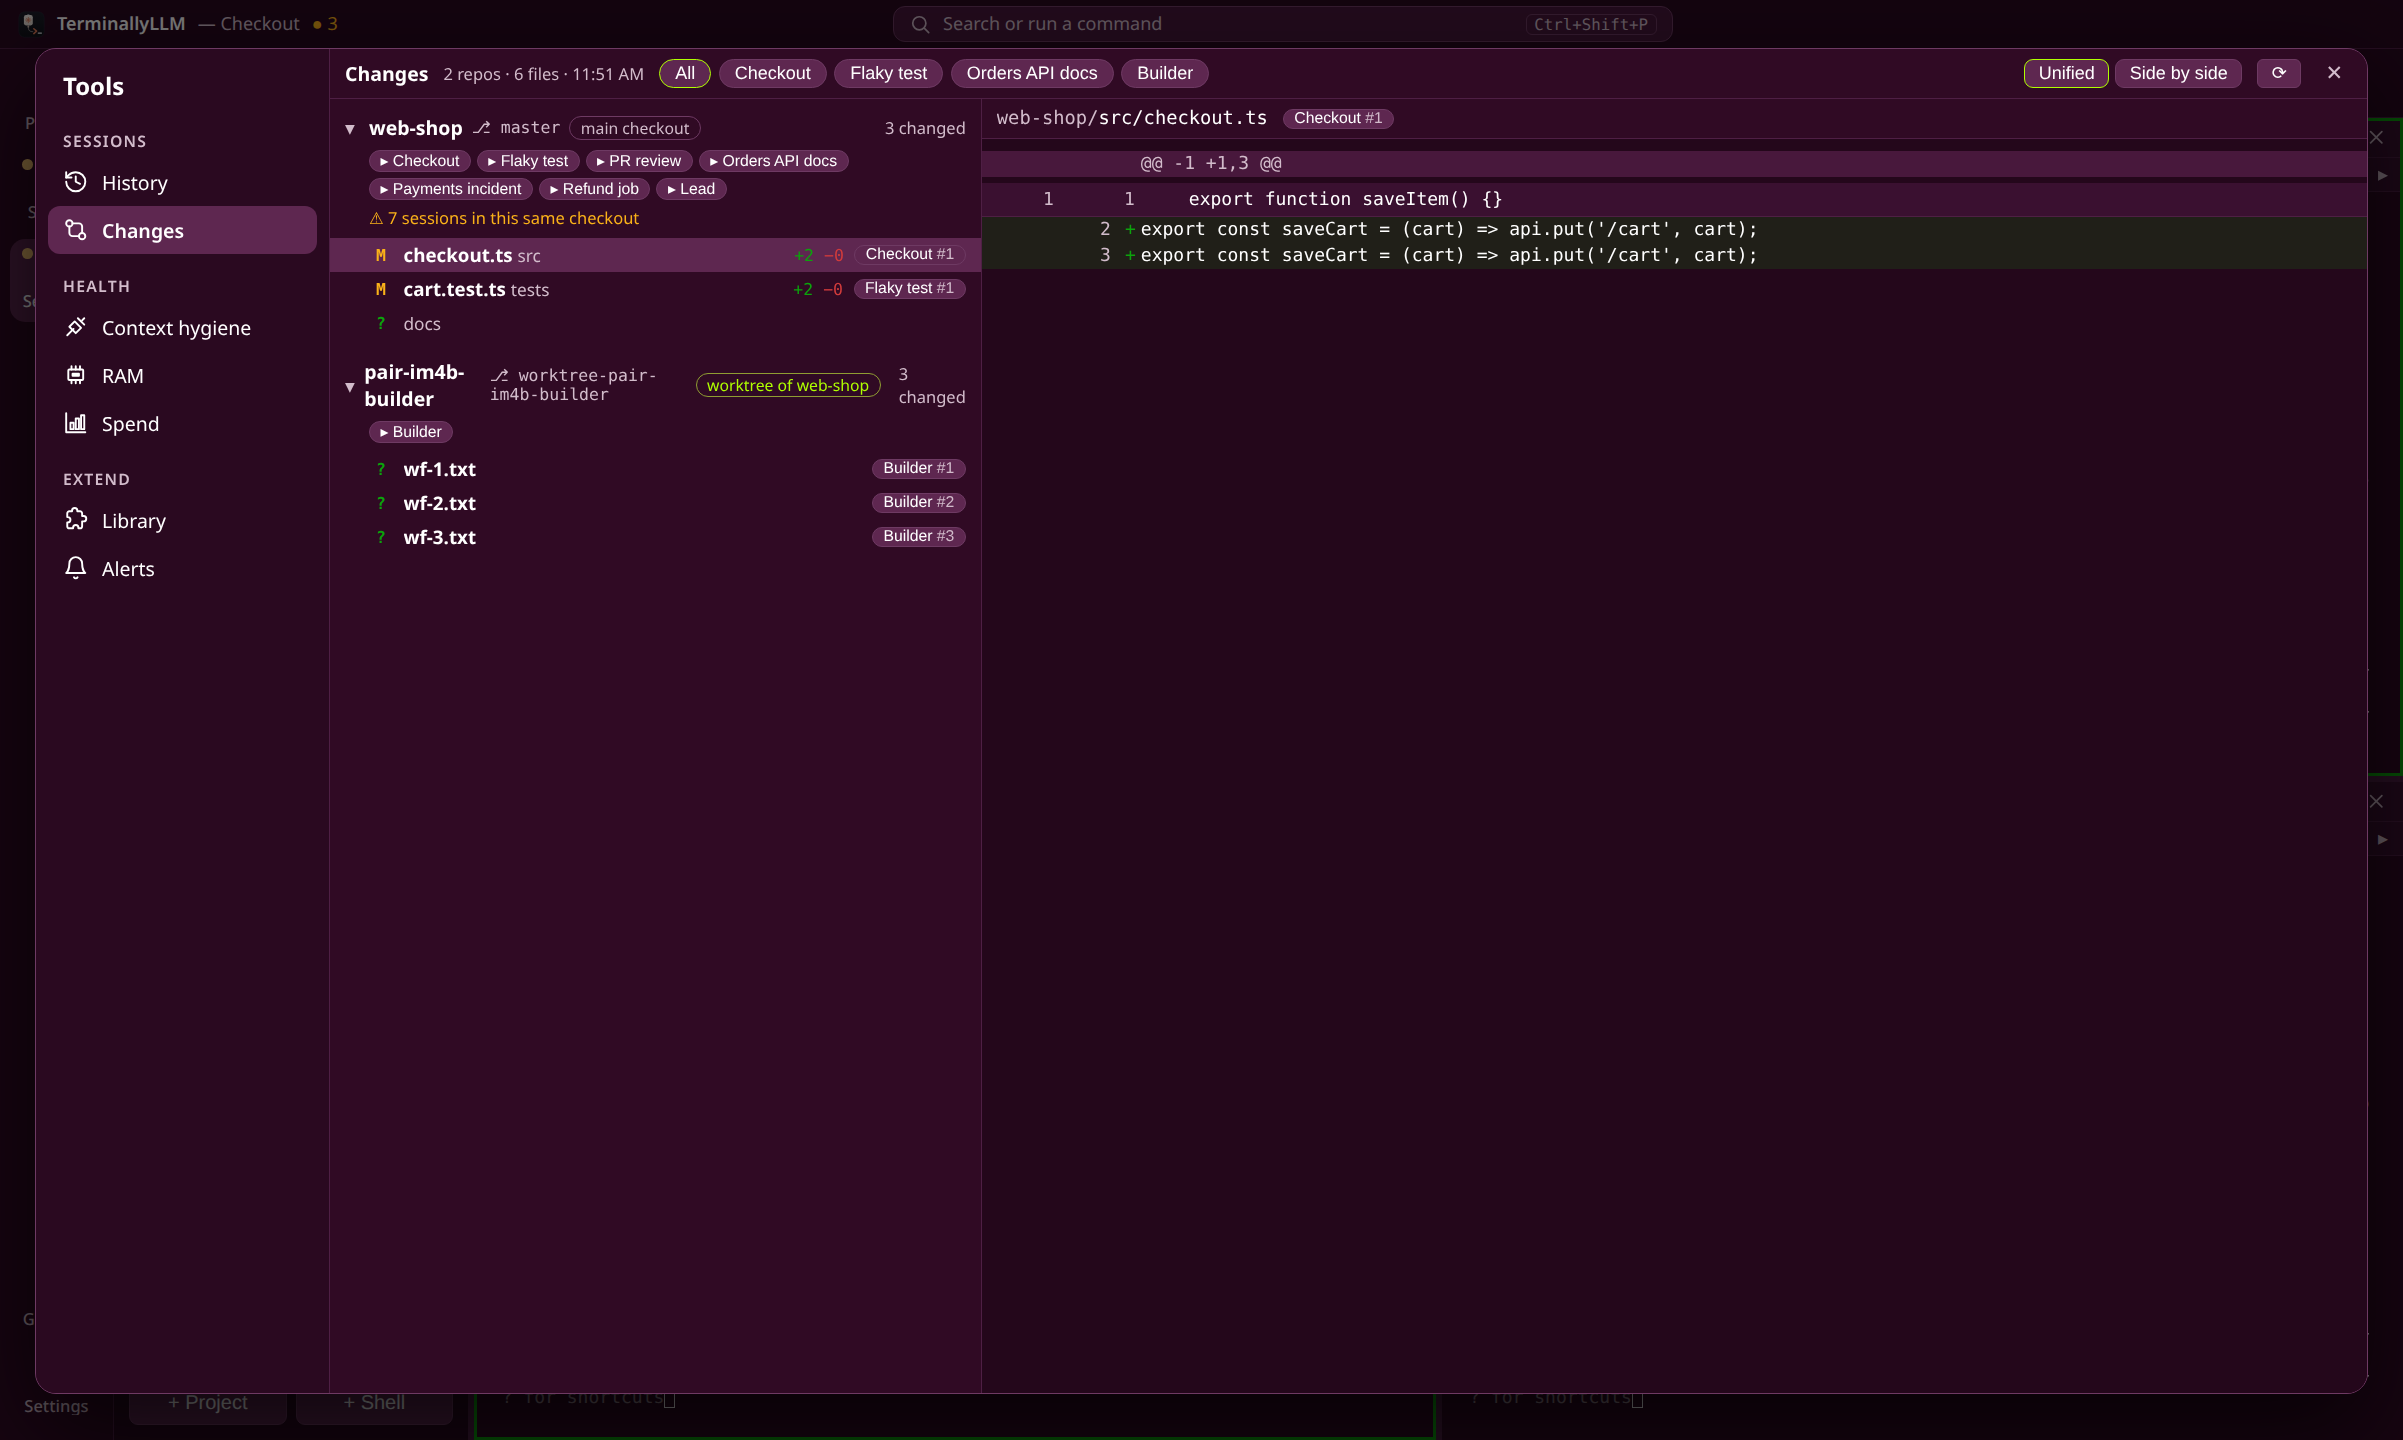 TerminallyLLM — Checkout ● 3
Search or run a command Ctrl+Shift+P
Tools
SESSIONS
History
Changes
HEALTH
Context hygiene
RAM
Spend
EXTEND
Library
Alerts
Changes 2 repos · 6 files · 11:51 AM All Checkout Flaky test Orders API docs Builder
Unified Side by side ⟳ ✕
▼ web-shop ⎇ master main checkout 3 changed
▸ Checkout ▸ Flaky test ▸ PR review ▸ Orders API docs
▸ Payments incident ▸ Refund job ▸ Lead
⚠ 7 sessions in this same checkout
M checkout.ts src +2 −0 Checkout #1
M cart.test.ts tests +2 −0 Flaky test #1
? docs
▼ pair-im4b-builder ⎇ worktree-pair-im4b-builder worktree of web-shop 3 changed
▸ Builder
? wf-1.txt Builder #1
? wf-2.txt Builder #2
? wf-3.txt Builder #3
web-shop/src/checkout.ts Checkout #1
@@ -1 +1,3 @@
1 1 export function saveItem() {}
2 +export const saveCart = (cart) => api.put('/cart', cart);
3 +export const saveCart = (cart) => api.put('/cart', cart);
Settings + Project + Shell
? for shortcuts
? for shortcuts